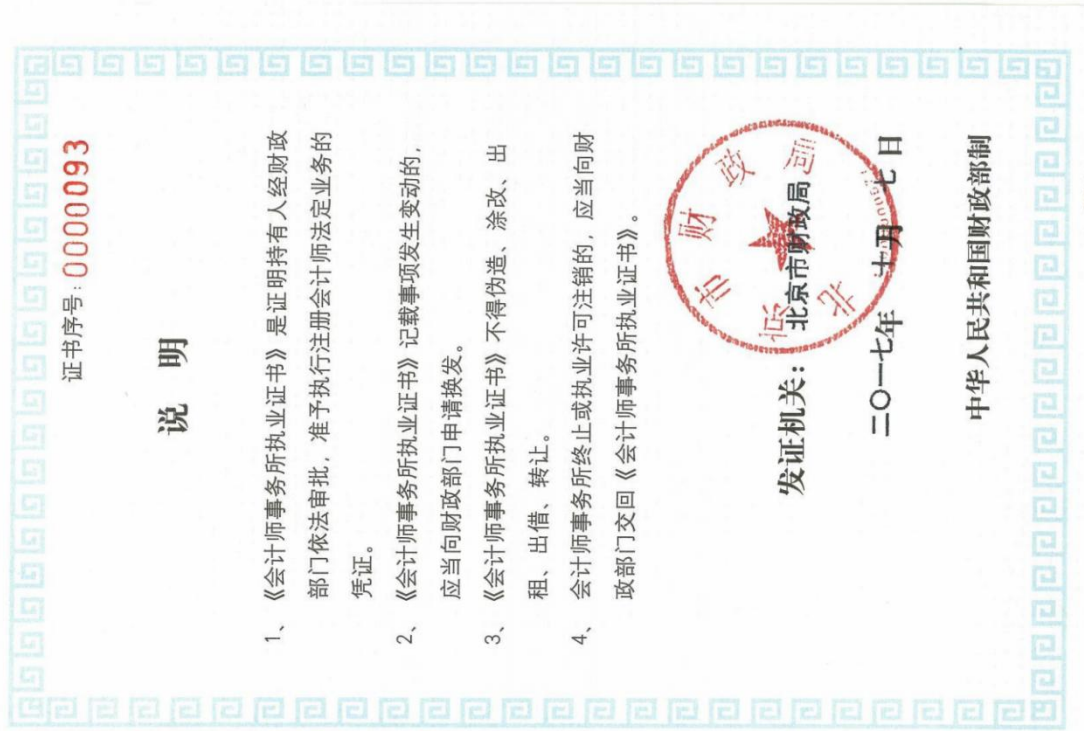 证书序号：0000093
说 明
1、《会计师事务所执业证书》是证明持有人经财政
部门依法审批，准予执行注册会计师法定业务的
凭证。
2、《会计师事务所执业证书》记载事项发生变动的，
应当向财政部门申请换发。
3、《会计师事务所执业证书》不得伪造、涂改、出
租、出借、转让。
4、会计师事务所终止或执业许可注销的，应当向财
政部门交回《会计师事务所执业证书》。
北京市财政局
发证机关：北京市财政局
二〇一七年 十月 七日
中华人民共和国财政部制